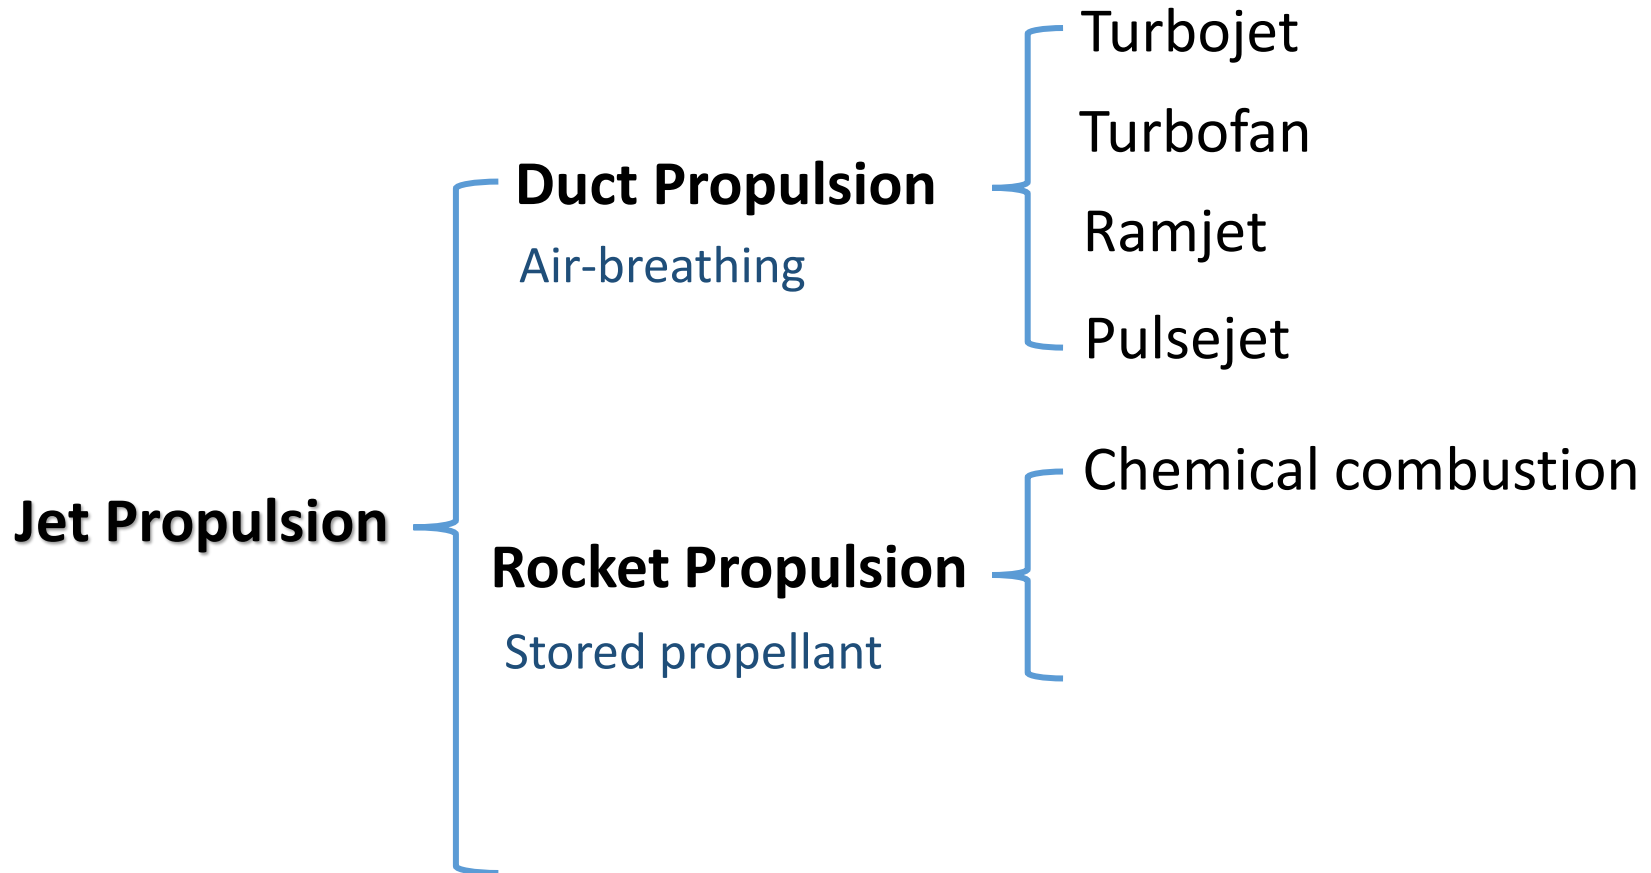 Jet Propulsion
Duct Propulsion
Air-breathing
Turbojet
Turbofan
Ramjet
Pulsejet
Rocket Propulsion
Stored propellant
Chemical combustion